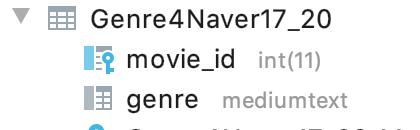 Genre4Naver17_20
movie_id int(11)
genre mediumtext